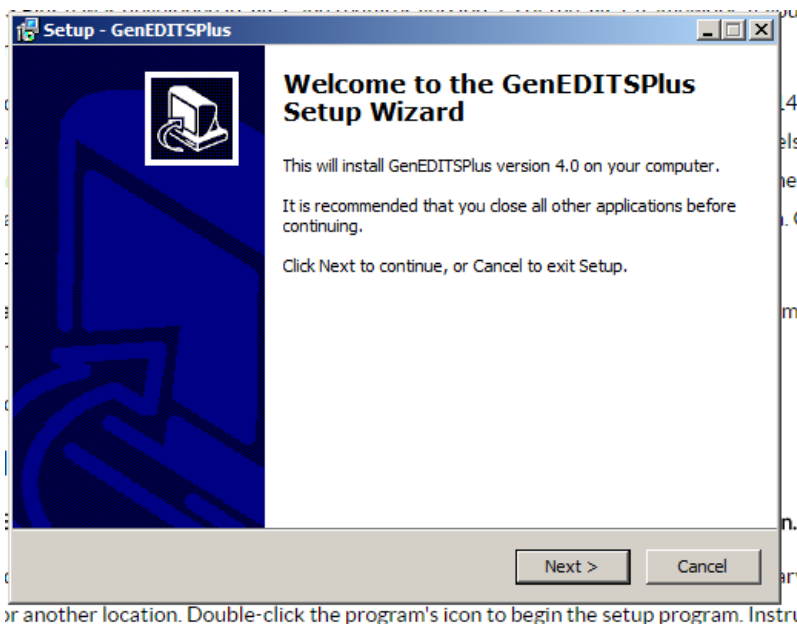 Setup - GenEDITSPlus
Welcome to the GenEDITSPlus
Setup Wizard
This will install GenEDITSPlus version 4.0 on your computer.
It is recommended that you close all other applications before
continuing.
Click Next to continue, or Cancel to exit Setup.
Next >
Cancel
or another location. Double-click the program's icon to begin the setup program.